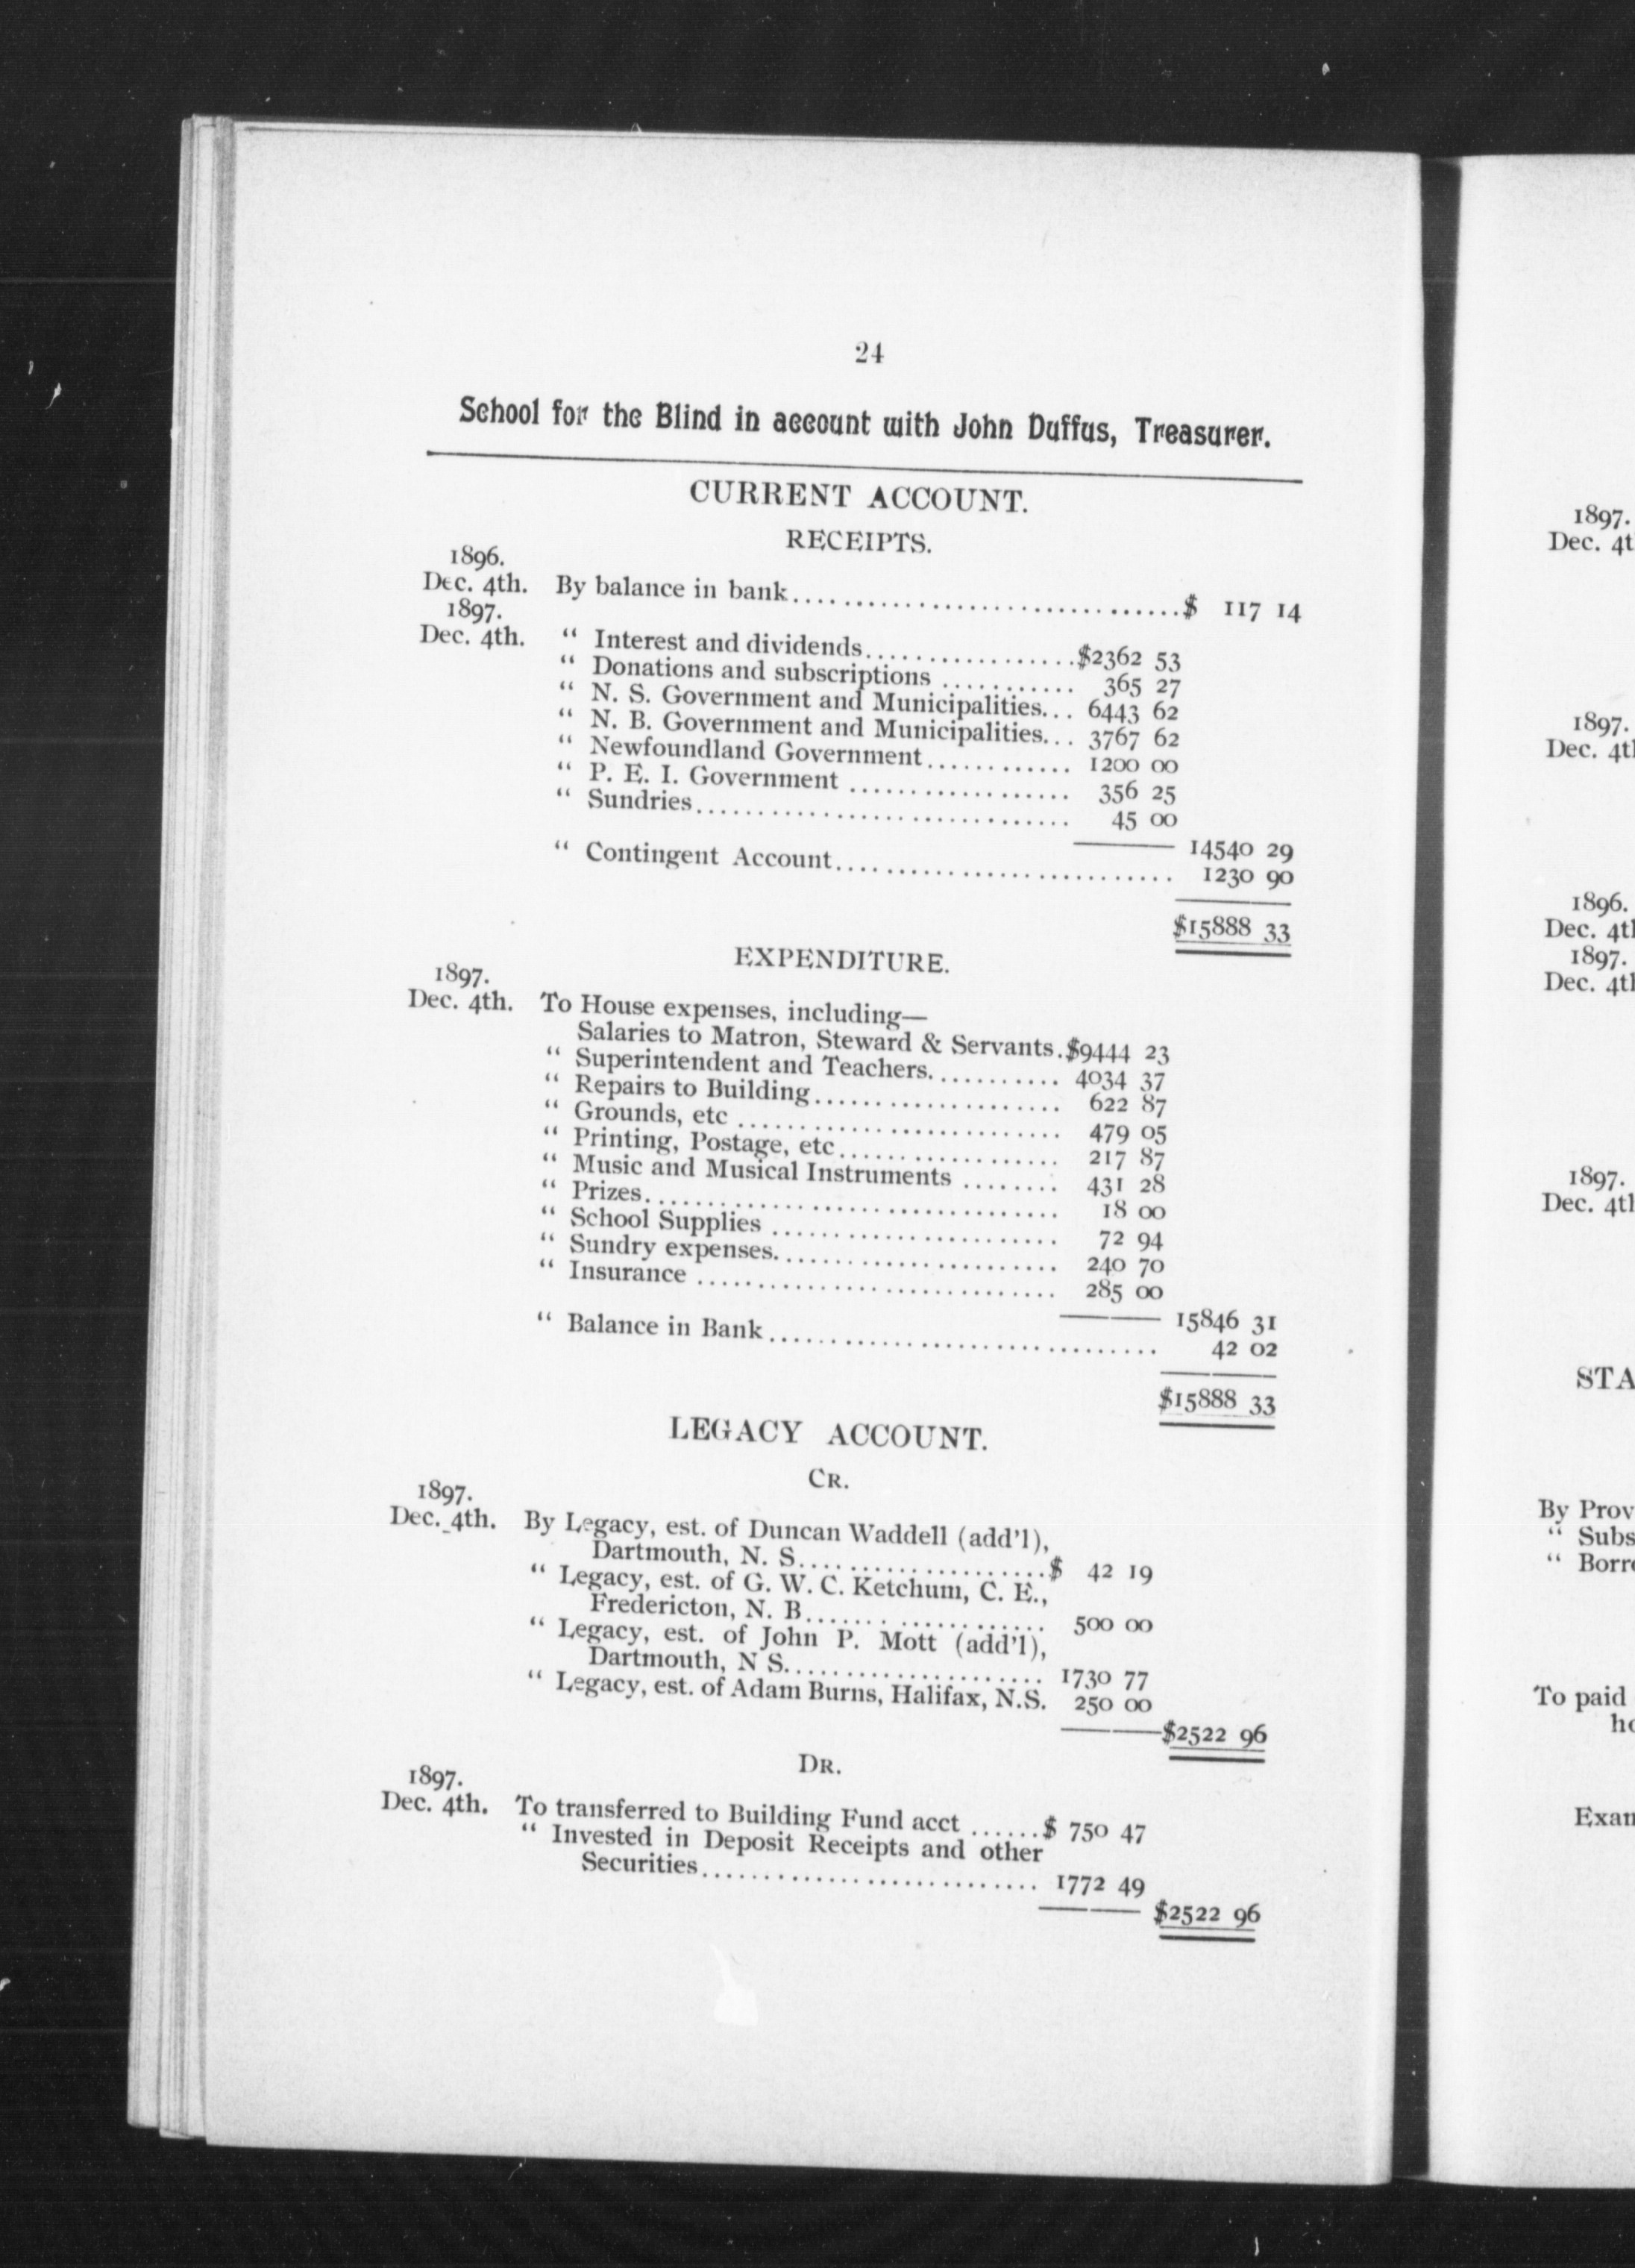 24
School for the Blind in account with John Duffus, Treasurer.
CURRENT ACCOUNT.
RECEIPTS.
1896.
Dec. 4th. By balance in bank................................$ 117 14
1897.
Dec. 4th. “ Interest and dividends..................$2362 53
“ Donations and subscriptions ........... 365 27
“ N. S. Government and Municipalities... 6443 62
“ N. B. Government and Municipalities... 3767 62
“ Newfoundland Government............ 1200 00
“ P. E. I. Government .................. 356 25
“ Sundries............................... 45 00
14540 29
“ Contingent Account............................ 1230 90
$15888 33
EXPENDITURE.
1897.
Dec. 4th. To House expenses, including—
Salaries to Matron, Steward & Servants.$9444 23
“ Superintendent and Teachers........... 4034 37
“ Repairs to Building.................... 622 87
“ Grounds, etc ........................... 479 05
“ Printing, Postage, etc.................. 217 87
“ Music and Musical Instruments ........ 431 28
“ Prizes.................................. 18 00
“ School Supplies ........................ 72 94
“ Sundry expenses........................ 240 70
“ Insurance .............................. 285 00
15846 31
“ Balance in Bank................................ 42 02
$15888 33
LEGACY ACCOUNT.
CR.
1897.
Dec. 4th. By Legacy, est. of Duncan Waddell (add'l),
Dartmouth, N. S.....................$ 42 19
“ Legacy, est. of G. W. C. Ketchum, C. E.,
Fredericton, N. B.................... 500 00
“ Legacy, est. of John P. Mott (add'l),
Dartmouth, N S...................... 1730 77
“ Legacy, est. of Adam Burns, Halifax, N.S. 250 00
$2522 96
DR.
1897.
Dec. 4th. To transferred to Building Fund acct ......$ 750 47
“ Invested in Deposit Receipts and other
Securities............................ 1772 49
$2522 96
1897.
Dec. 4t
1897.
Dec. 4t
1896.
Dec. 4t
1897.
Dec. 4t
1897.
Dec. 4t
STA
By Prov
“ Subs
“ Borr
To paid
Exan